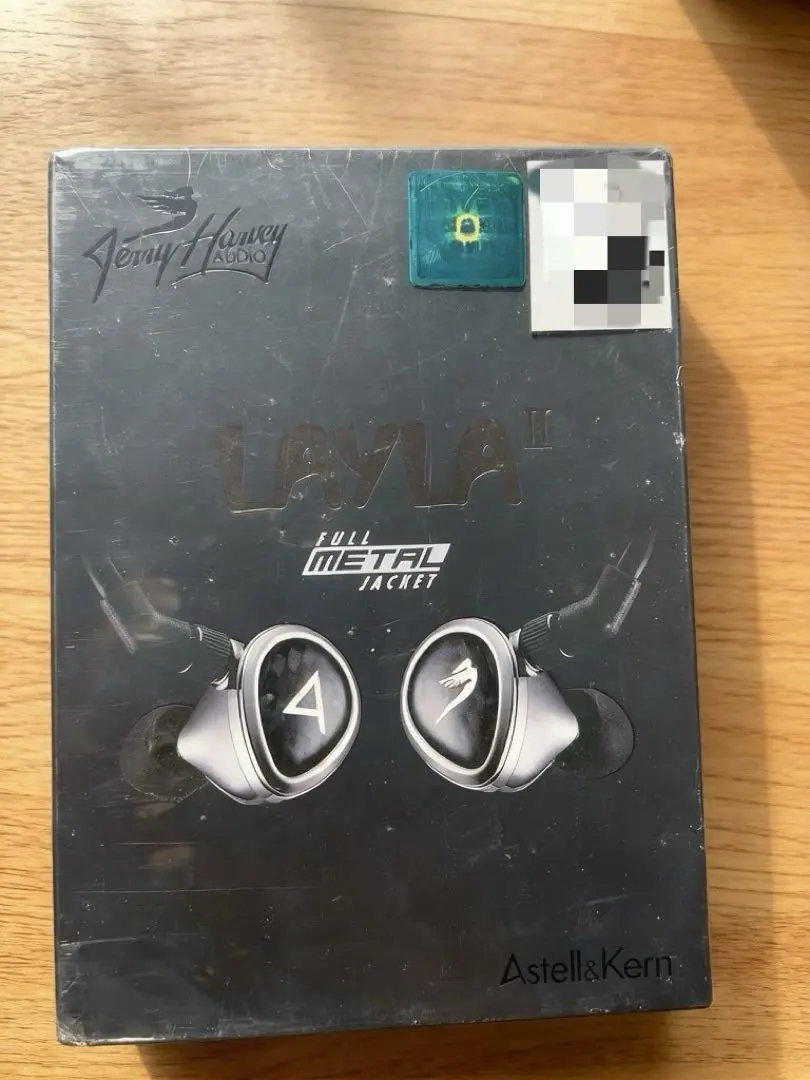 Jerry Harvey
AUDIO
LAYLA II
FULL
METAL
JACKET
Astell&Kern